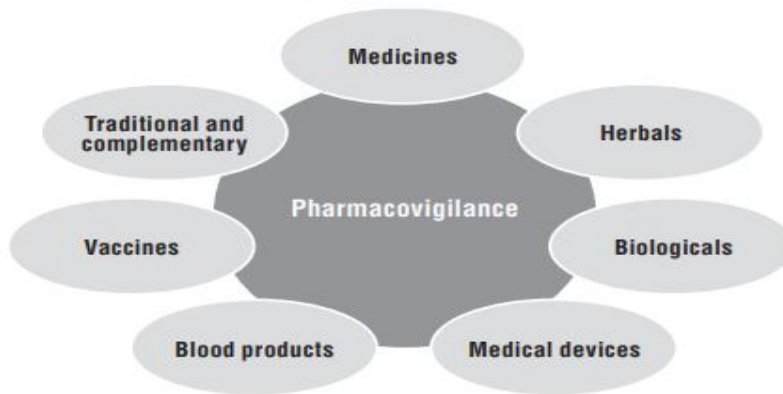 Medicines
Traditional and
complementary
Herbals
Pharmacovigilance
Vaccines
Biologicals
Blood products
Medical devices